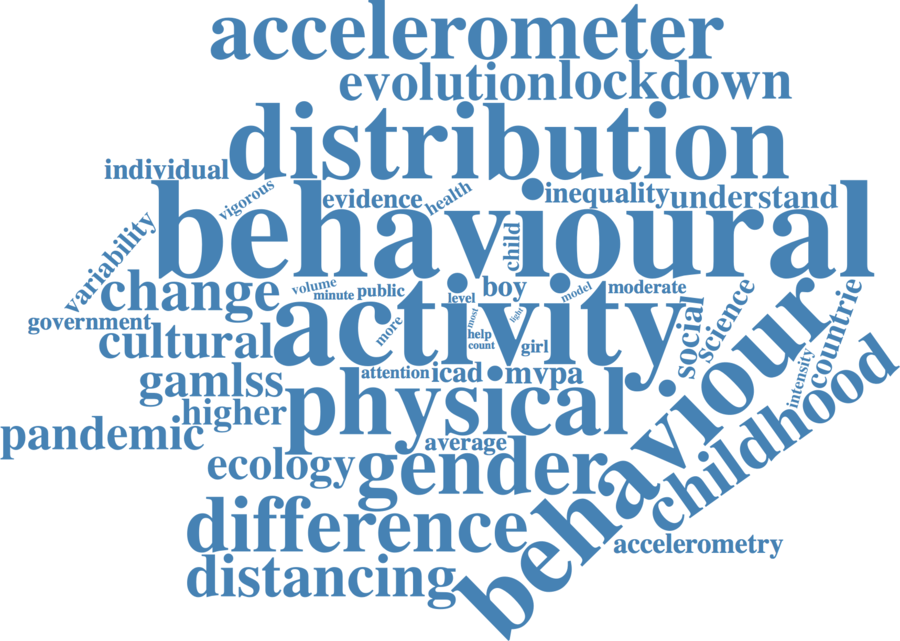 accelerometer
evolution lockdown
distribution
individual
vigorous
evidence
health
inequality understand
behavioural
variability
child
change
volume
minute
public
level
boy
model
moderate
government
cultural
activity
more
most
light
help
count
girl
social
science
countrie
intensity
gamlss
attention icad mvpa
higher
physical
pandemic
average
ecology
gender
behaviour
childhood
difference
accelerometry
distancing